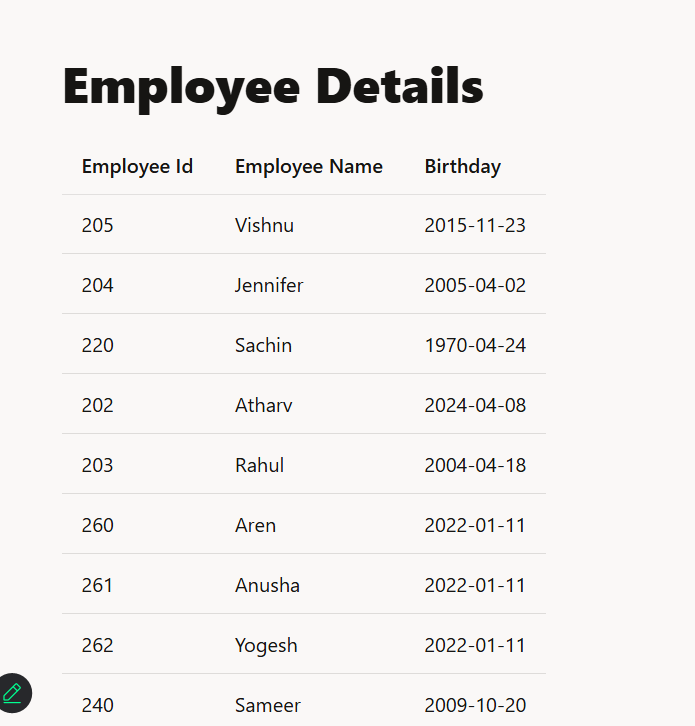 Employee Details
Employee Id Employee Name Birthday
205 Vishnu 2015-11-23
204 Jennifer 2005-04-02
220 Sachin 1970-04-24
202 Atharv 2024-04-08
203 Rahul 2004-04-18
260 Aren 2022-01-11
261 Anusha 2022-01-11
262 Yogesh 2022-01-11
240 Sameer 2009-10-20